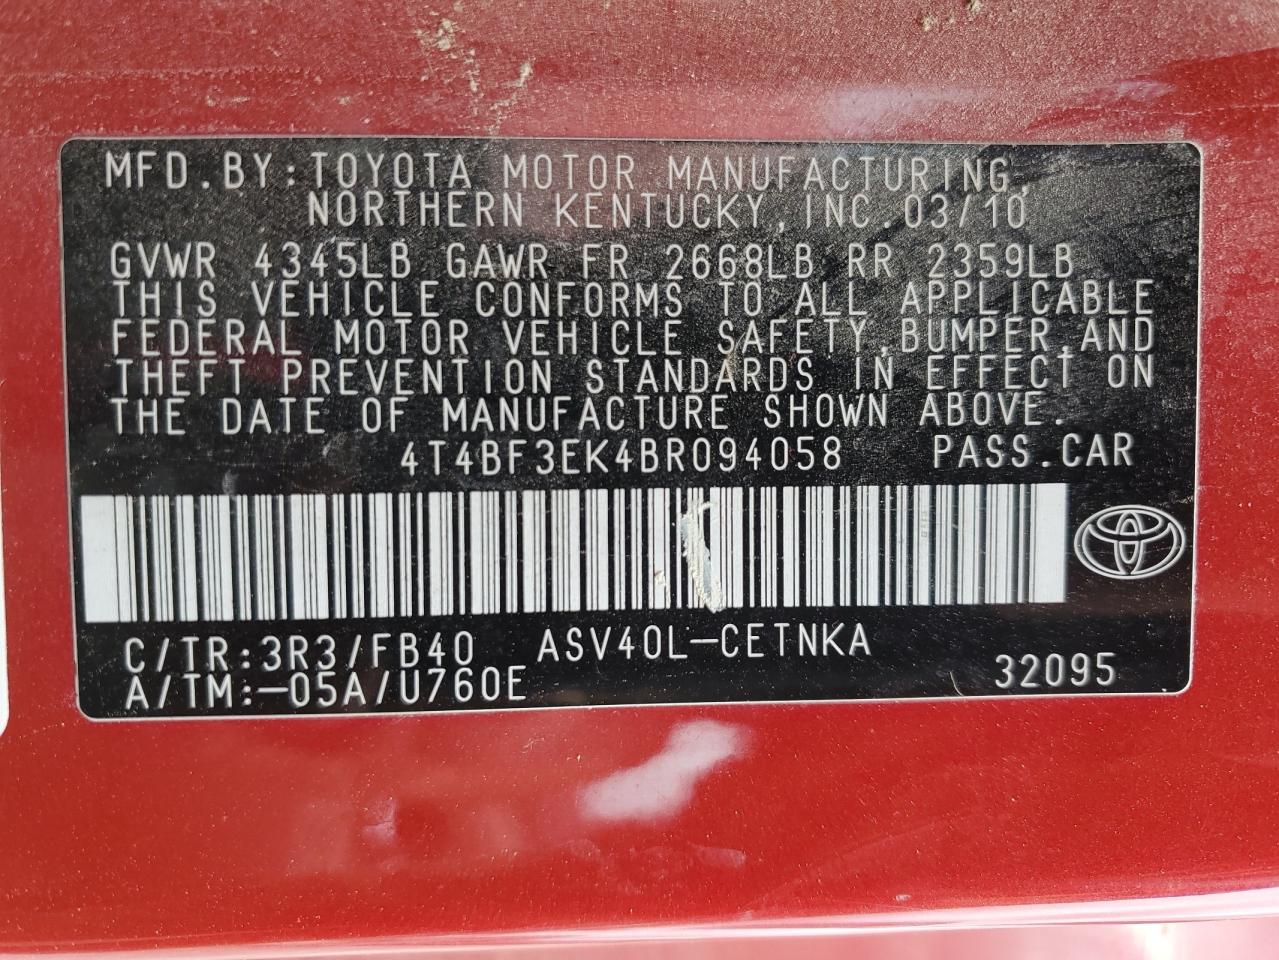 MFD.BY:TOYOTA MOTOR MANUFACTURING,
NORTHERN KENTUCKY,INC.03/10
GVWR 4345LB GAWR FR 2668LB RR 2359LB
THIS VEHICLE CONFORMS TO ALL APPLICABLE
FEDERAL MOTOR VEHICLE SAFETY,BUMPER,AND
THEFT PREVENTION STANDARDS IN EFFECT ON
THE DATE OF MANUFACTURE SHOWN ABOVE.
4T4BF3EK4BR094058 PASS.CAR
C/TR:3R3/FB40 ASV40L-CETNKA
A/TM:-05A/U760E 32095